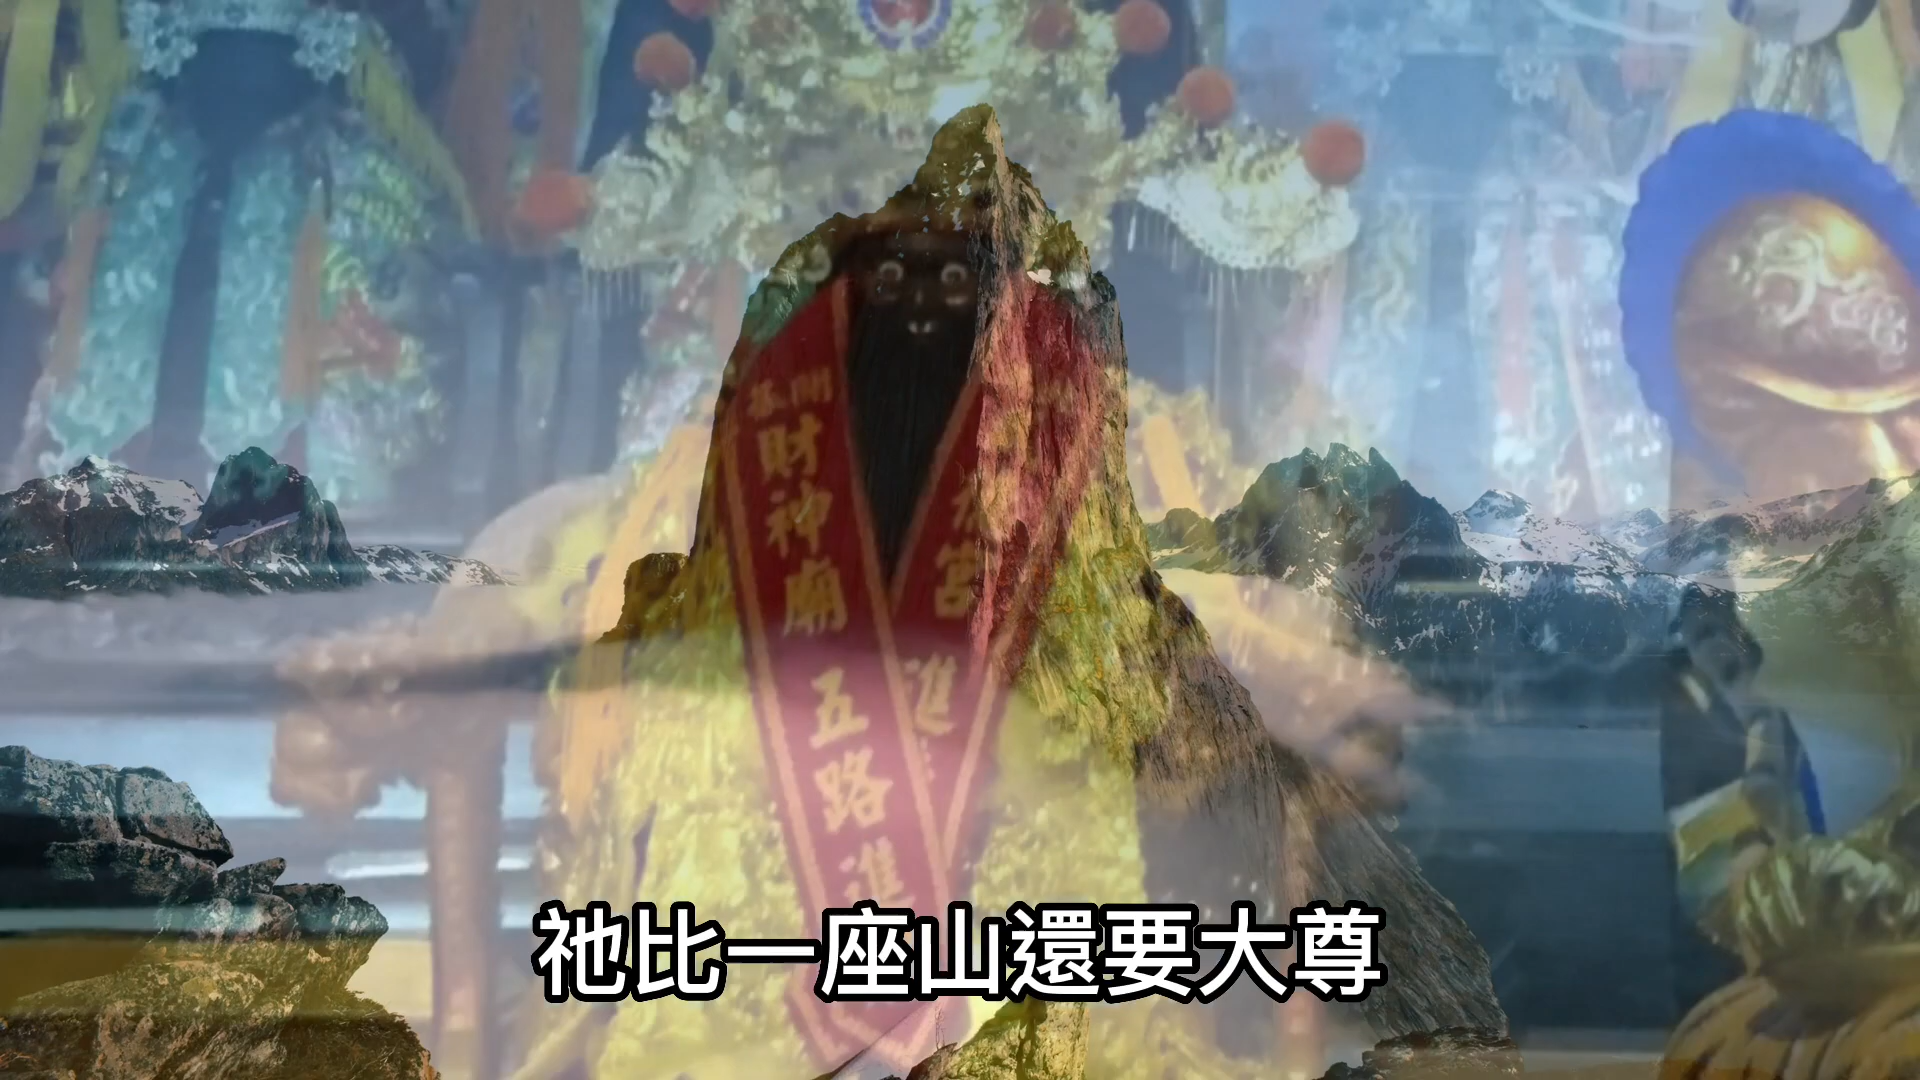 財神廟 五路進
宮 進
祂比一座山還要大尊